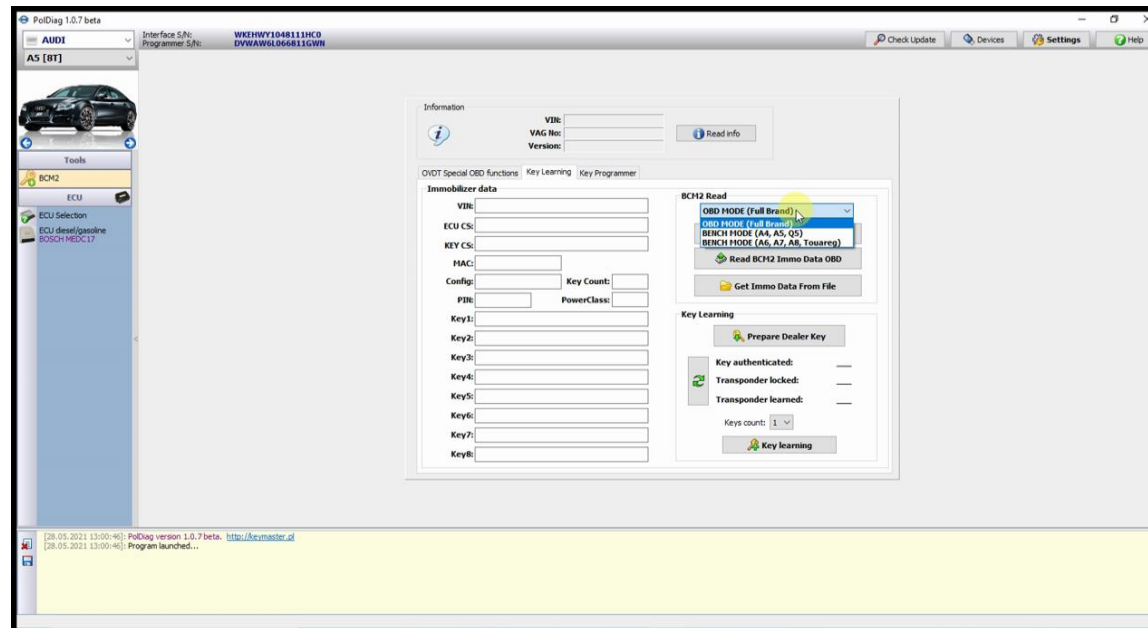 PolDiag 1.0.7 beta
AUDI
Interface S/N: WKEHWY1048111HC0
Programmer S/N: DVWAW6L066811GWN
Check Update
Devices
Settings
Help
A5 [8T]
Tools
BCM2
ECU
ECU Selection
ECU diesel/gasoline
BOSCH MEDC17
Information
VIN:
VAG No:
Version:
Read info
OVDT Special OBD functions
Key Learning
Key Programmer
Immobilizer data
VIN:
ECU CS:
KEY CS:
MAC:
Config:
Key Count:
PIN:
PowerClass:
Key1:
Key2:
Key3:
Key4:
Key5:
Key6:
Key7:
Key8:
BCM2 Read
OBD MODE (Full Brand)
OBD MODE (Full Brand)
BENCH MODE (A4, A5, Q5)
BENCH MODE (A6, A7, A8, Touareg)
Read BCM2 Immo Data OBD
Get Immo Data From File
Key Learning
Prepare Dealer Key
Key authenticated:
Transponder locked:
Transponder learned:
Keys count: 1
Key learning
[28.05.2021 13:00:46]: PolDiag version 1.0.7 beta. http://keymaster.pl
[28.05.2021 13:00:46]: Program launched...